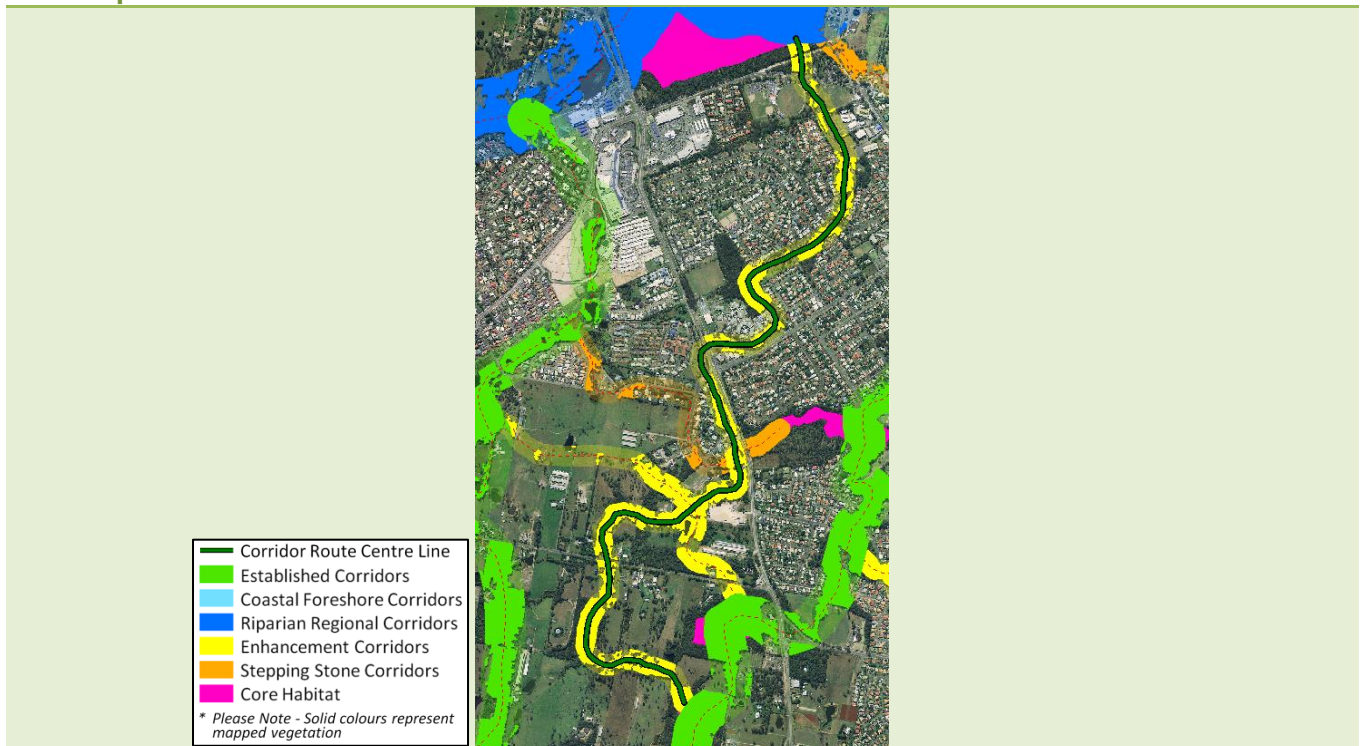 Corridor Route Centre Line
Established Corridors
Coastal Foreshore Corridors
Riparian Regional Corridors
Enhancement Corridors
Stepping Stone Corridors
Core Habitat
* Please Note - Solid colours represent
mapped vegetation